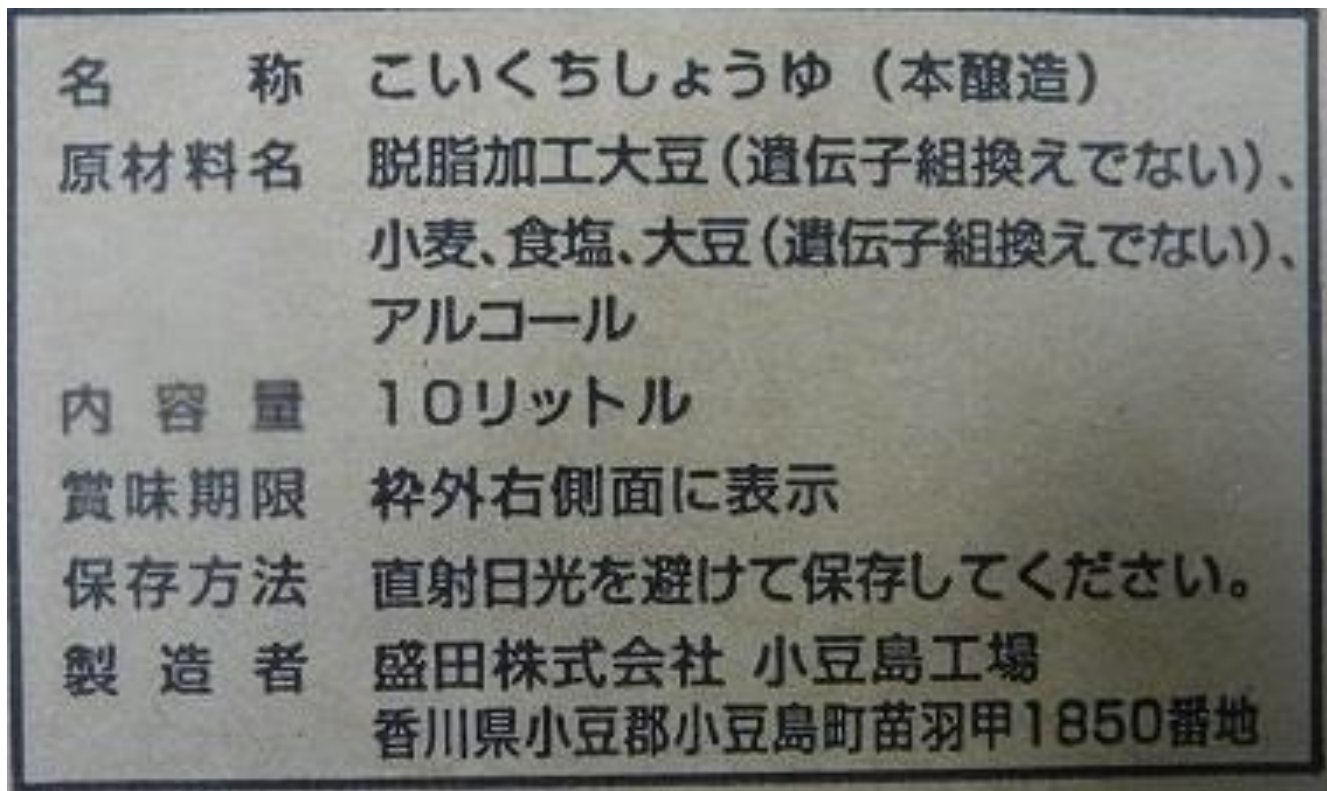 名称 こいくちしょうゆ（本醸造）
原材料名 脱脂加工大豆（遺伝子組換えでない）、
小麦、食塩、大豆（遺伝子組換えでない）、
アルコール
内容量 10リットル
賞味期限 枠外右側面に表示
保存方法 直射日光を避けて保存してください。
製造者 盛田株式会社 小豆島工場
香川県小豆郡小豆島町苗羽甲1850番地